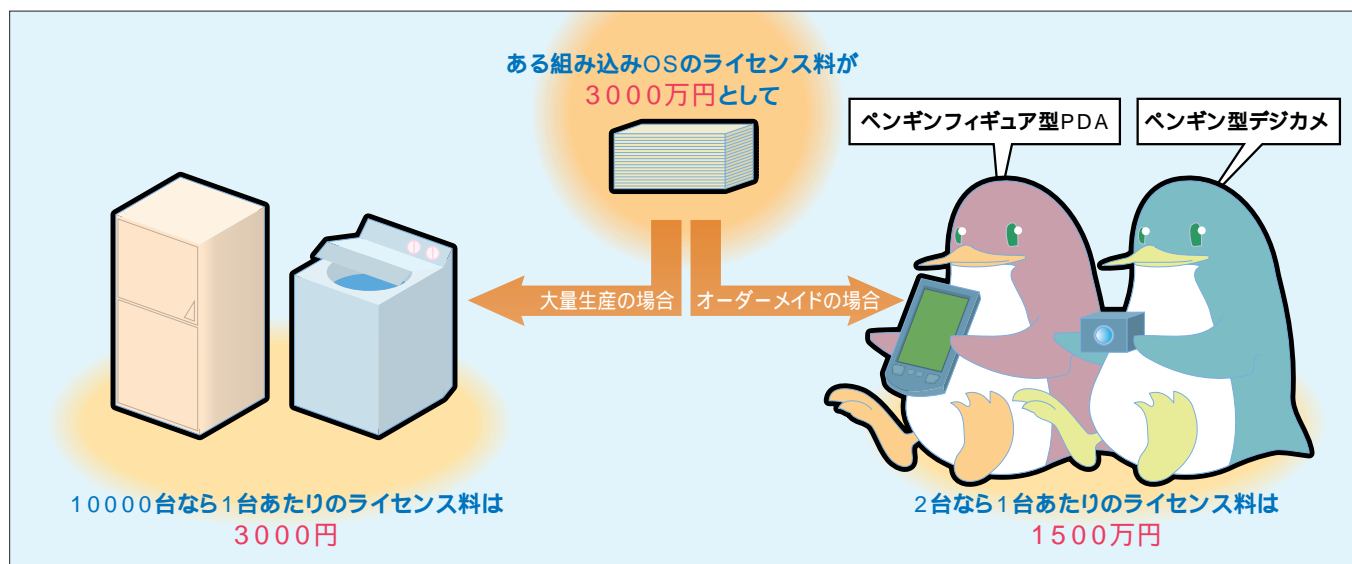 ある組み込みOSのライセンス料が
3000万円として
ペンギンフィギュア型PDA
ペンギン型デジカメ
大量生産の場合
オーダーメイドの場合
10000台なら1台あたりのライセンス料は
3000円
2台なら1台あたりのライセンス料は
1500万円